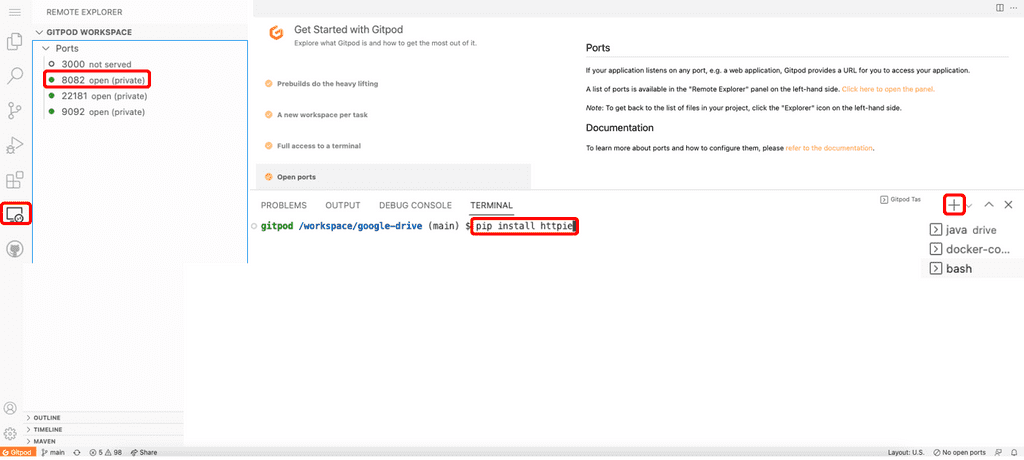 REMOTE EXPLORER
GITPOD WORKSPACE
Ports
3000 not served
8082 open (private)
22181 open (private)
9092 open (private)
OUTLINE
TIMELINE
MAVEN
Get Started with Gitpod
Explore what Gitpod is and how to get the most out of it.
Prebuilds do the heavy lifting
A new workspace per task
Full access to a terminal
Open ports
Ports
If your application listens on any port, e.g. a web application, Gitpod provides a URL for you to access your application.
A list of ports is available in the "Remote Explorer" panel on the left-hand side. Click here to open the panel.
Note: To get back to the list of files in your project, click the "Explorer" icon on the left-hand side.
Documentation
To learn more about ports and how to configure them, please refer to the documentation.
PROBLEMS OUTPUT DEBUG CONSOLE TERMINAL
Gitpod Tas
gitpod /workspace/google-drive (main) $ pip install httpie
java drive
docker-co...
bash
Gitpod main 5 98 Share Layout: U.S. No open ports